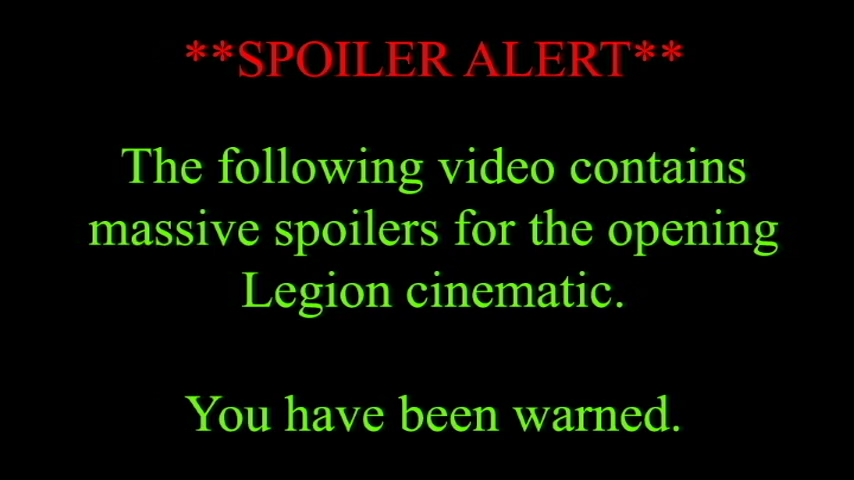 **SPOILER ALERT**
The following video contains
massive spoilers for the opening
Legion cinematic.
You have been warned.